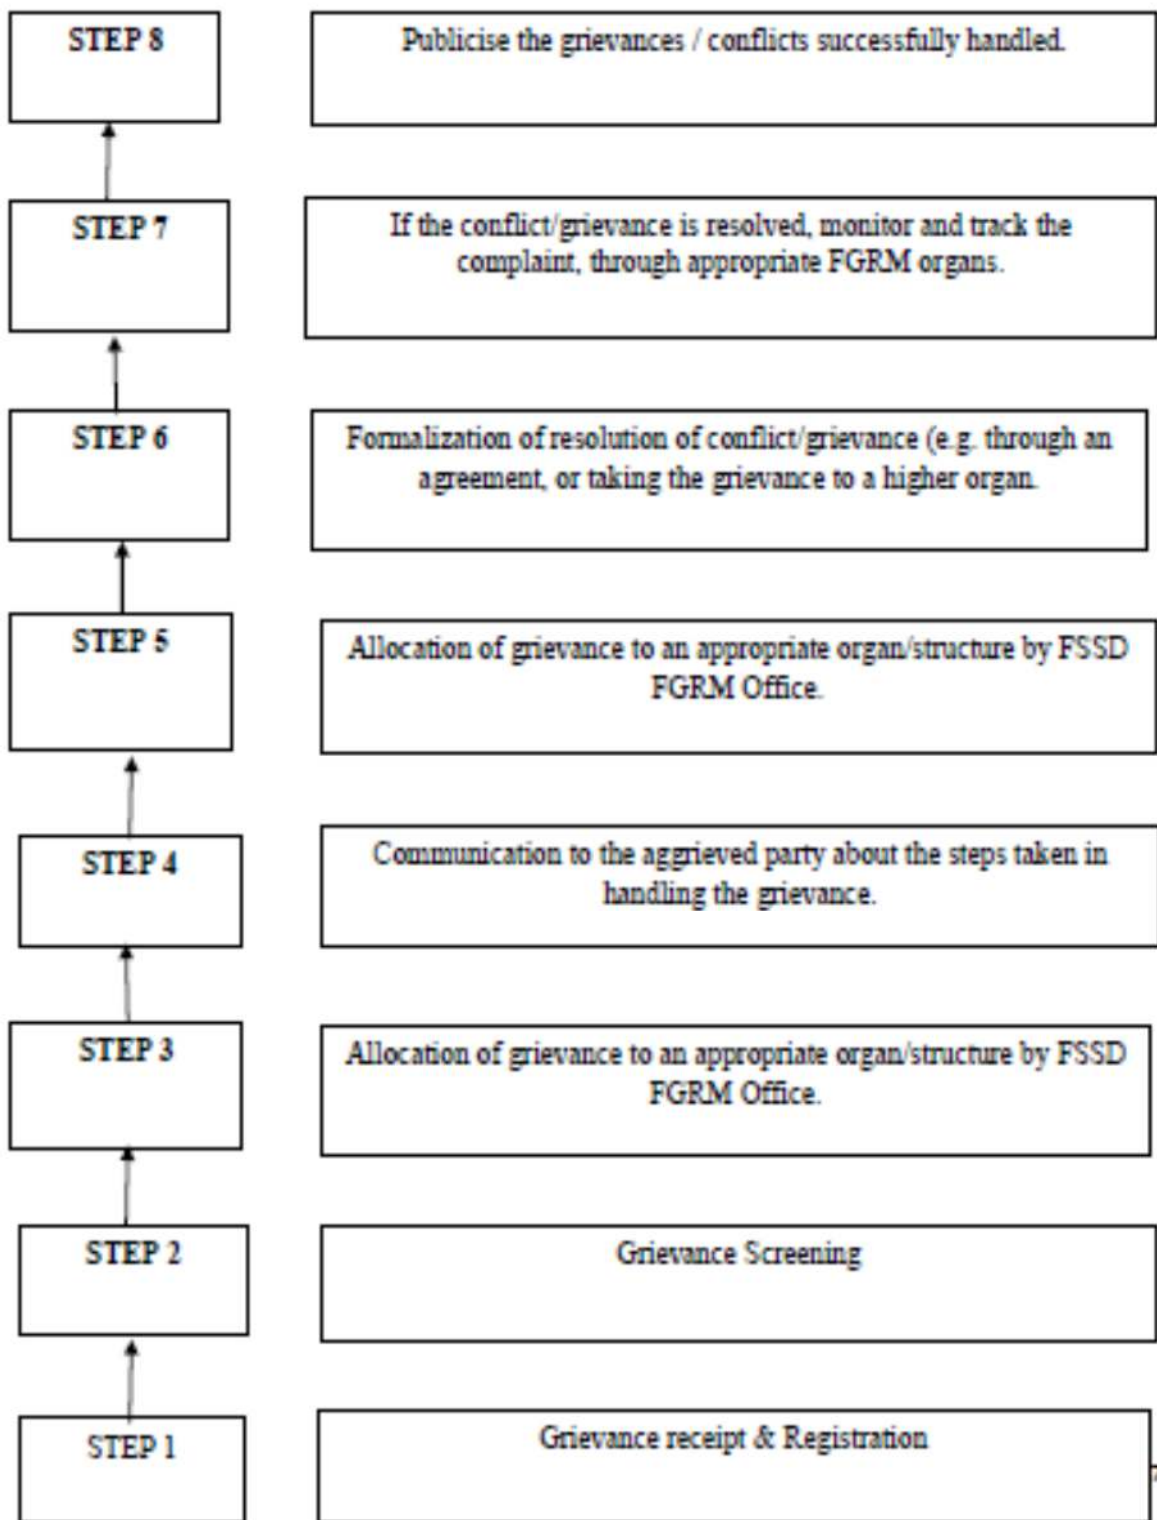 STEP 8
Publicise the grievances / conflicts successfully handled.
STEP 7
If the conflict/grievance is resolved, monitor and track the
complaint, through appropriate FGRM organs.
STEP 6
Formalization of resolution of conflict/grievance (e.g. through an
agreement, or taking the grievance to a higher organ.
STEP 5
Allocation of grievance to an appropriate organ/structure by FSSD
FGRM Office.
STEP 4
Communication to the aggrieved party about the steps taken in
handling the grievance.
STEP 3
Allocation of grievance to an appropriate organ/structure by FSSD
FGRM Office.
STEP 2
Grievance Screening
STEP 1
Grievance receipt & Registration